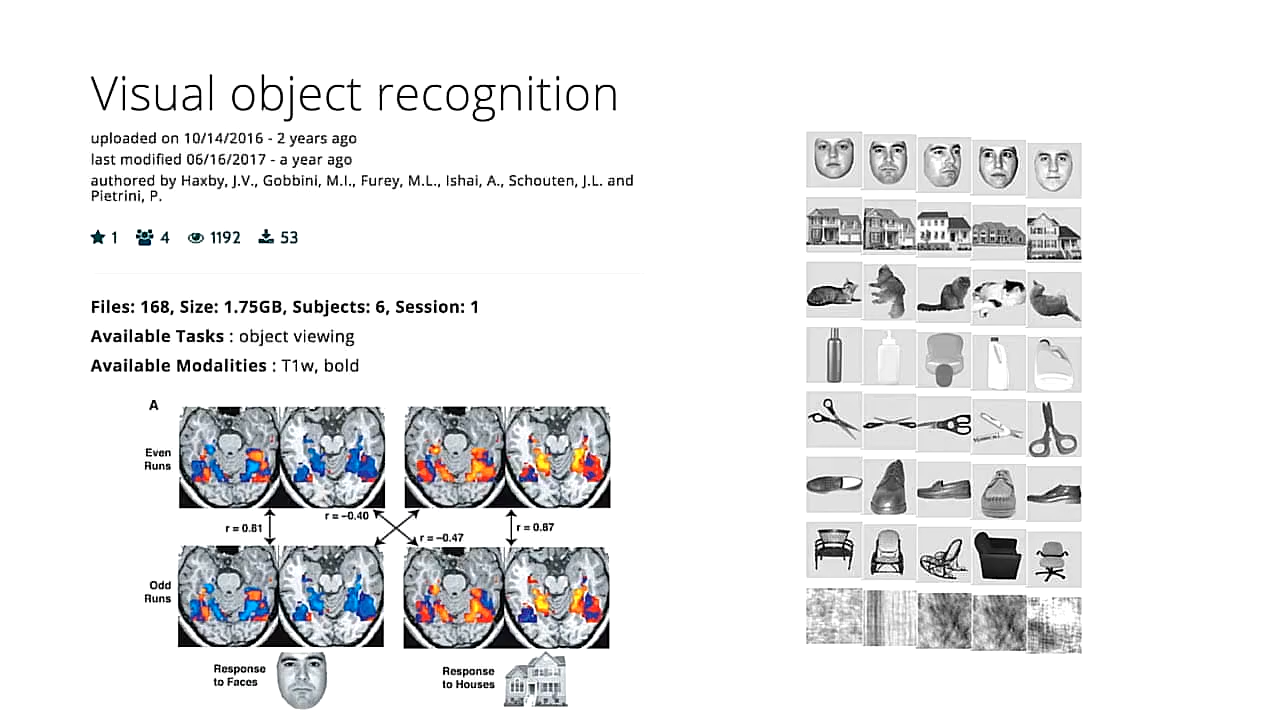 Visual object recognition
uploaded on 10/14/2016 - 2 years ago
last modified 06/16/2017 - a year ago
authored by Haxby, J.V., Gobbini, M.I., Furey, M.L., Ishai, A., Schouten, J.L. and
Pietrini, P.
1 4 1192 53
Files: 168, Size: 1.75GB, Subjects: 6, Session: 1
Available Tasks : object viewing
Available Modalities : T1w, bold
A
Even
Runs
r = 0.81
r = –0.40
r = –0.47
r = 0.87
Odd
Runs
Response
to Faces
Response
to Houses